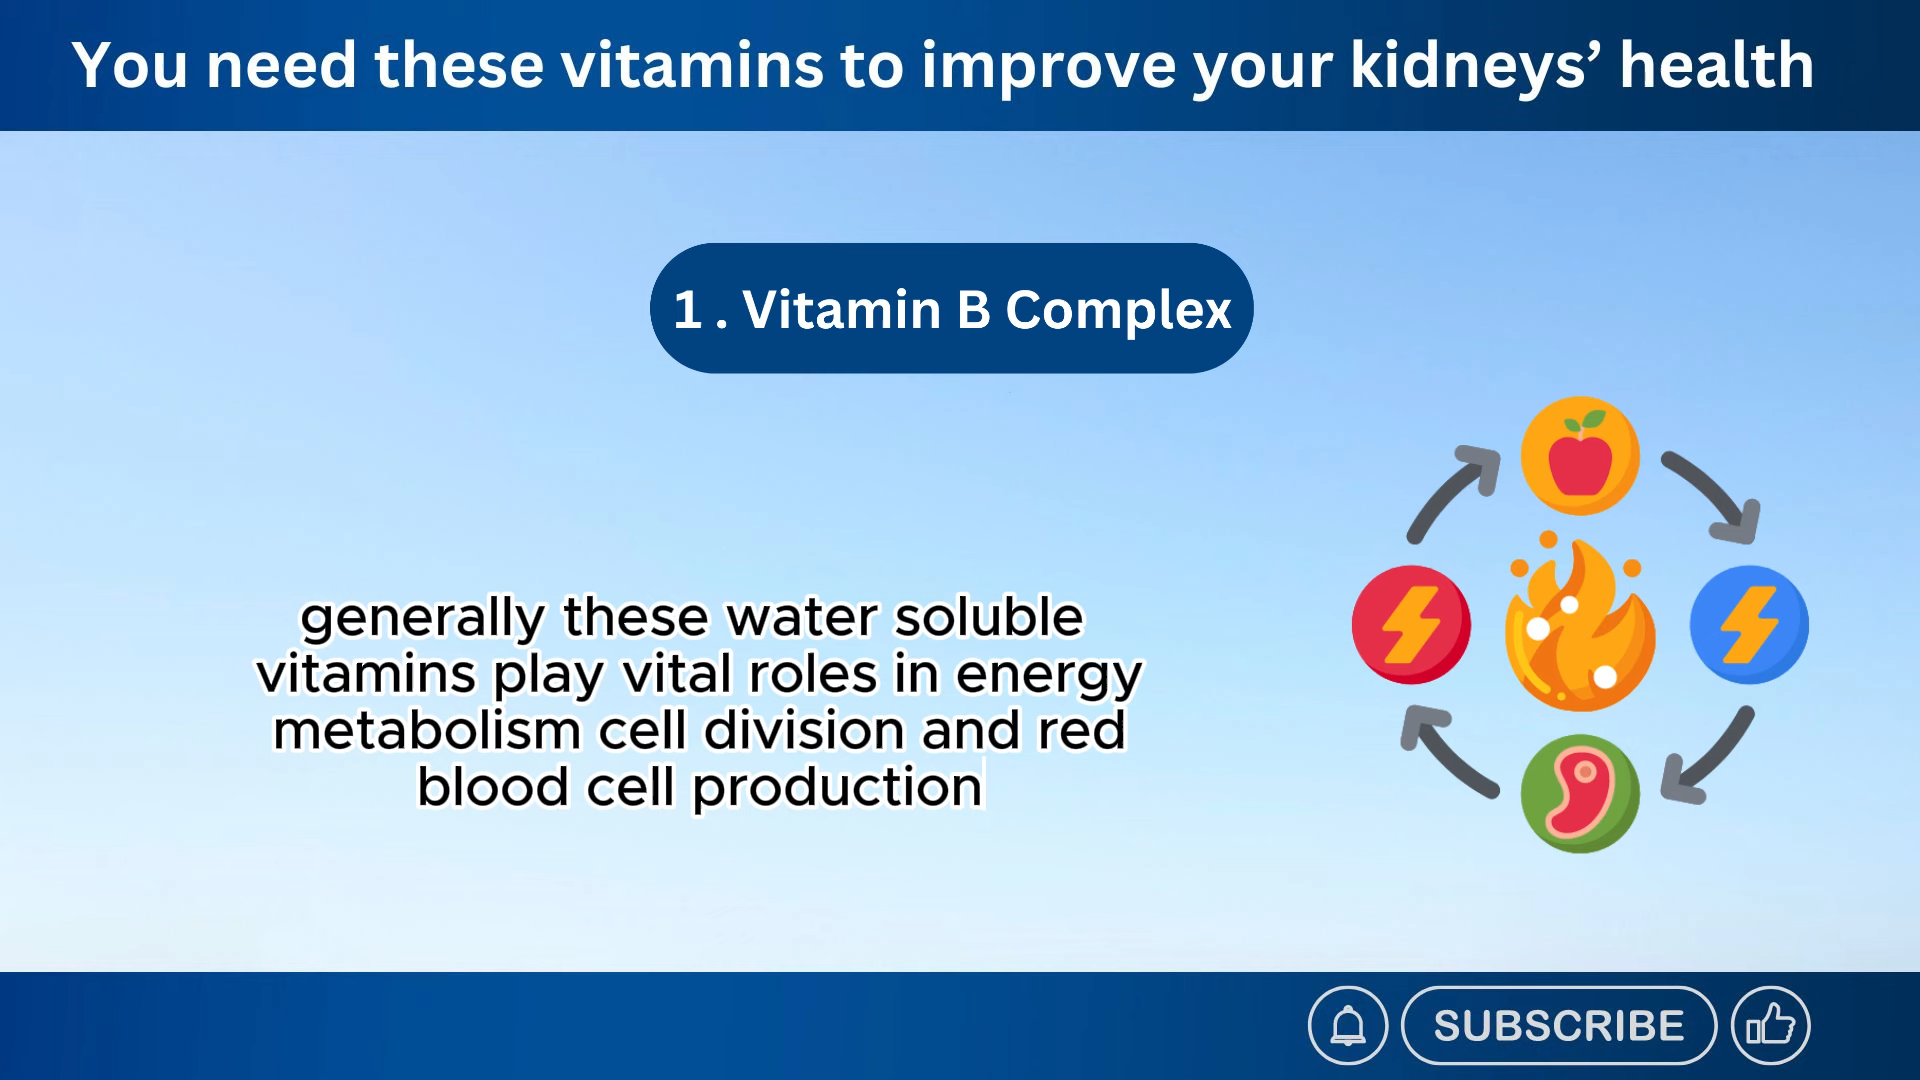 You need these vitamins to improve your kidneys’ health
1 . Vitamin B Complex
generally these water soluble
vitamins play vital roles in energy
metabolism cell division and red
blood cell production
SUBSCRIBE